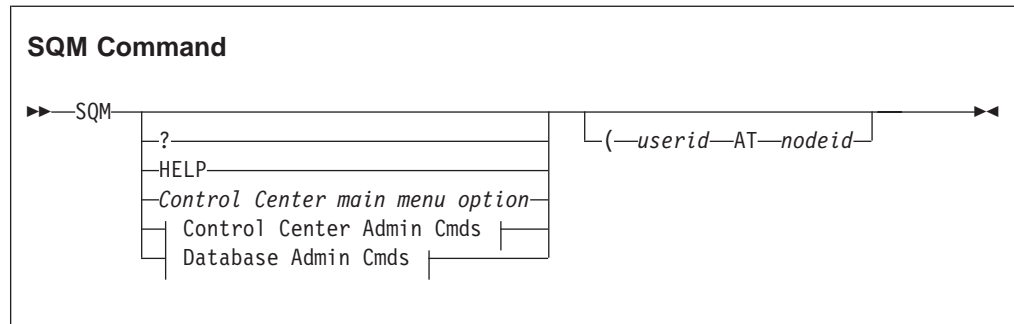 SQM Command
SQM ( userid AT nodeid
?
HELP
Control Center main menu option
Control Center Admin Cmds
Database Admin Cmds